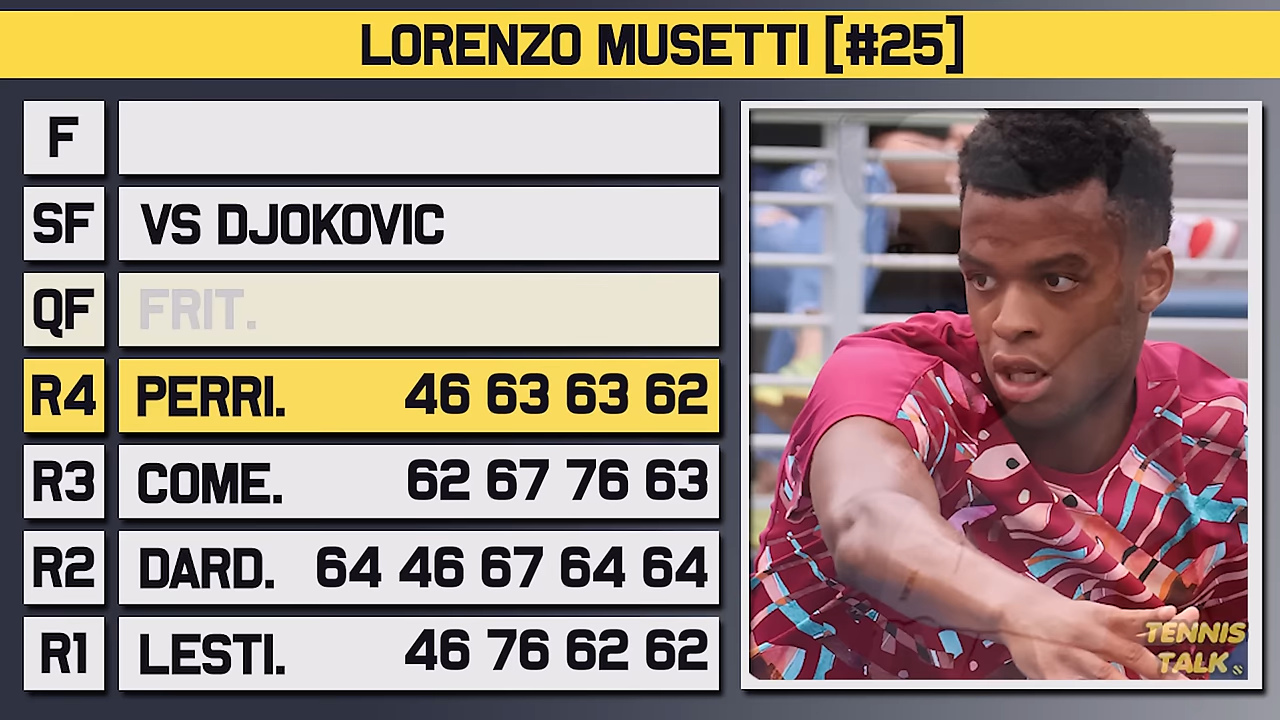 LORENZO MUSETTI [#25]
F
SF VS DJOKOVIC
QF FRIT.
R4 PERRI. 46 63 63 62
R3 COME. 62 67 76 63
R2 DARD. 64 46 67 64 64
R1 LESTI. 46 76 62 62
TENNIS
TALK